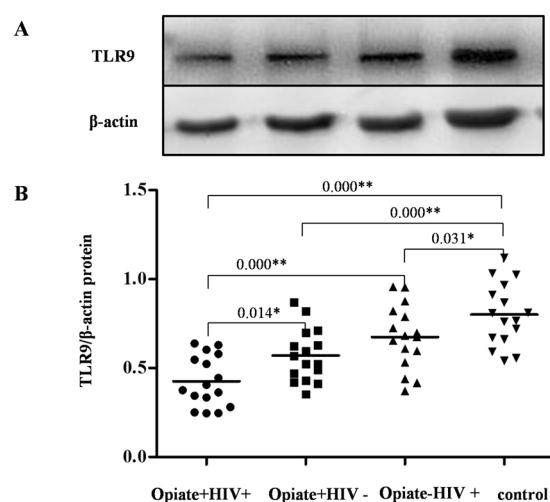 A
TLR9
β-actin
B
TLR9/β-actin protein
1.5
1.0
0.5
0.0
0.000**
0.000**
0.031*
0.000**
0.014*
Opiate+HIV+
Opiate+HIV -
Opiate-HIV +
control